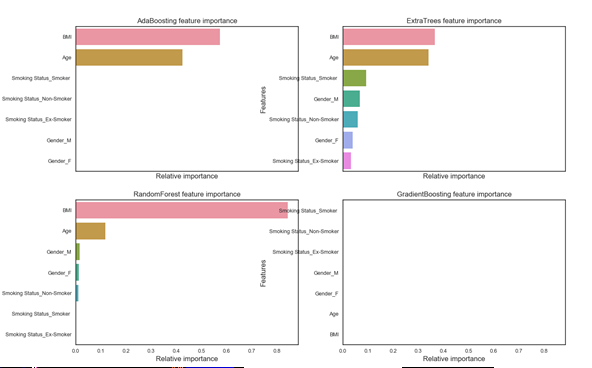 AdaBoosting feature importance
BMI
Age
Smoking Status_Smoker
Smoking Status_Non-Smoker
Smoking Status_Ex-Smoker
Gender_M
Gender_F
Relative importance
ExtraTrees feature importance
Features
BMI
Age
Smoking Status_Smoker
Gender_M
Smoking Status_Non-Smoker
Gender_F
Smoking Status_Ex-Smoker
Relative importance
RandomForest feature importance
BMI
Age
Gender_M
Gender_F
Smoking Status_Non-Smoker
Smoking Status_Smoker
Smoking Status_Ex-Smoker
0.0 0.1 0.2 0.3 0.4 0.5 0.6 0.7 0.8
Relative importance
GradientBoosting feature importance
Features
Smoking Status_Smoker
Smoking Status_Non-Smoker
Smoking Status_Ex-Smoker
Gender_M
Gender_F
Age
BMI
0.0 0.1 0.2 0.3 0.4 0.5 0.6 0.7 0.8
Relative importance